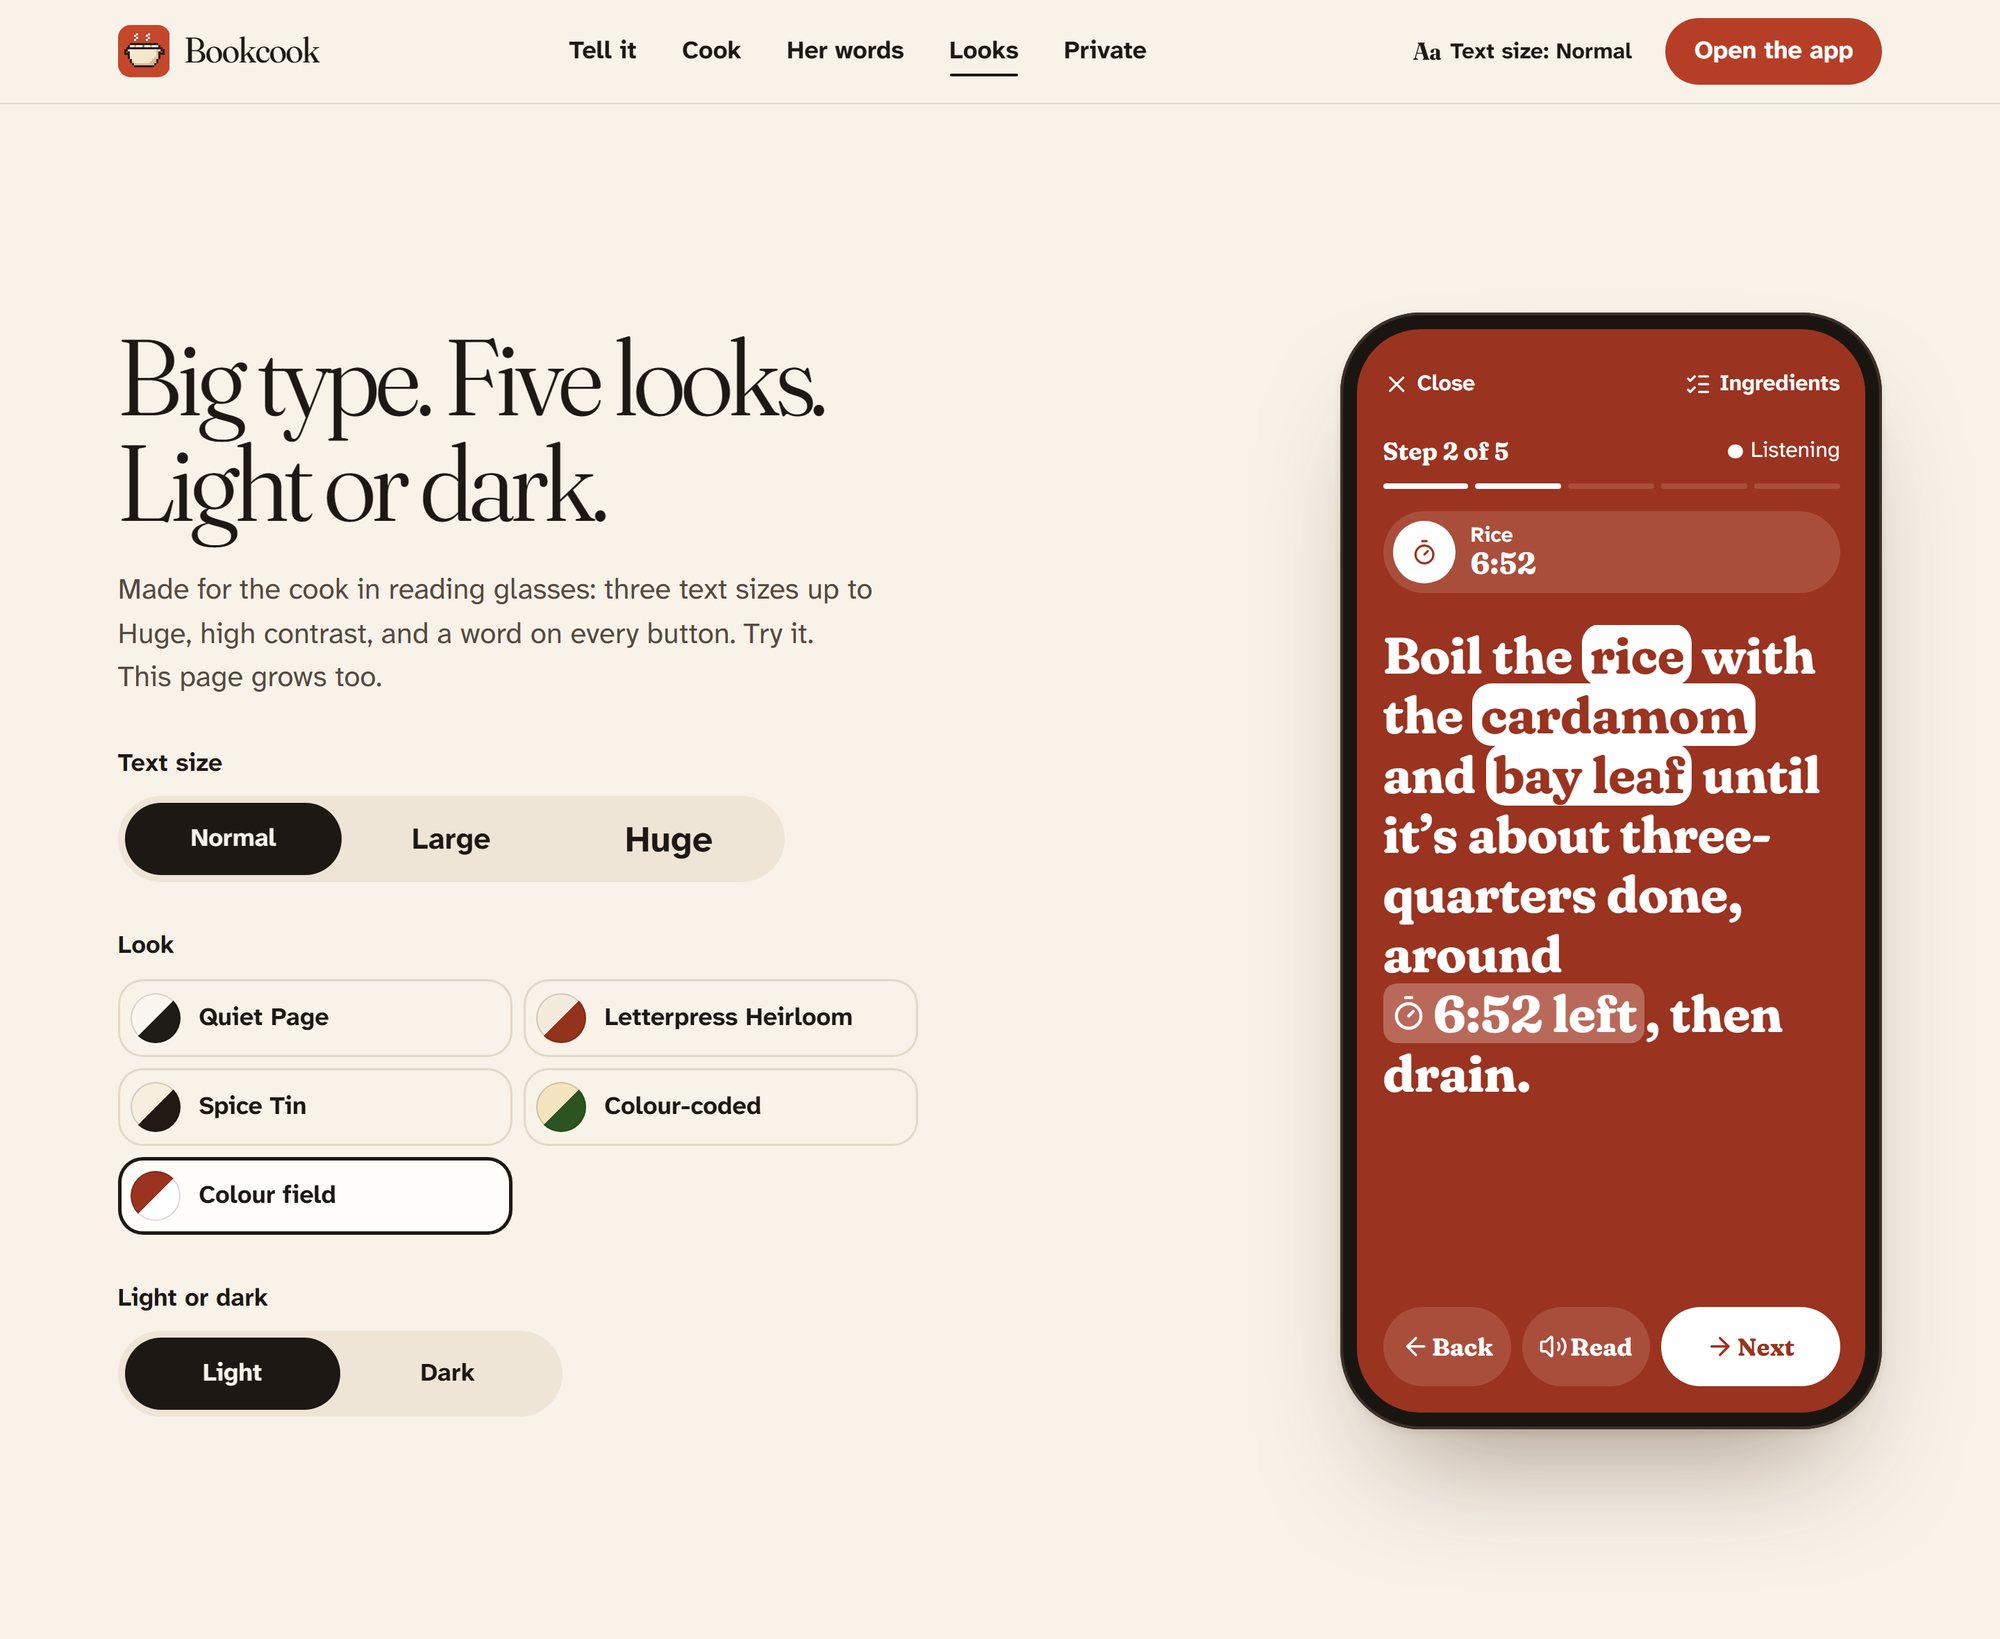 Bookcook
Tell it
Cook
Her words
Looks
Private
Aa Text size: Normal
Open the app
Big type. Five looks.
Light or dark.
Made for the cook in reading glasses: three text sizes up to
Huge, high contrast, and a word on every button. Try it.
This page grows too.
Text size
Normal
Large
Huge
Look
Quiet Page
Letterpress Heirloom
Spice Tin
Colour-coded
Colour field
Light or dark
Light
Dark
Close
Ingredients
Step 2 of 5
Listening
Rice
6:52
Boil the rice with
the cardamom
and bay leaf until
it’s about three-
quarters done,
around
6:52 left, then
drain.
Back
Read
Next